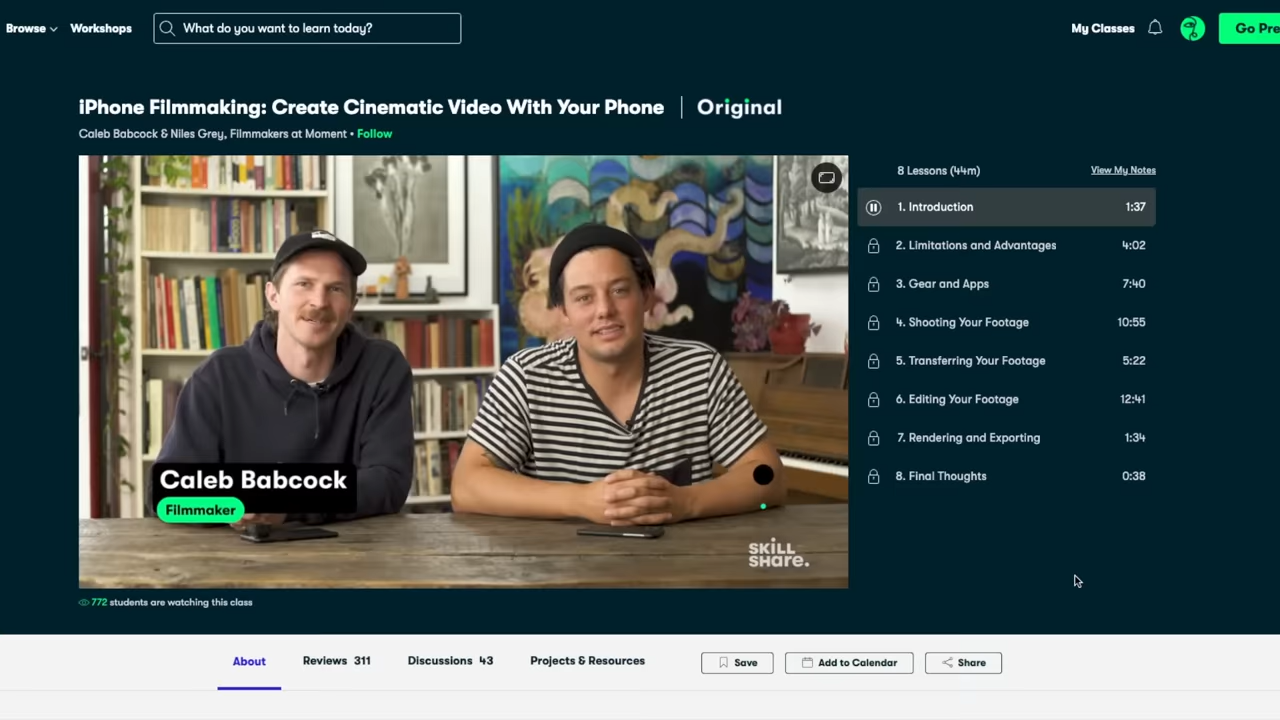 Browse Workshops What do you want to learn today? My Classes Go Pre
iPhone Filmmaking: Create Cinematic Video With Your Phone | Original
Caleb Babcock & Niles Grey, Filmmakers at Moment • Follow
8 Lessons (44m) View My Notes
1. Introduction 1:37
2. Limitations and Advantages 4:02
3. Gear and Apps 7:40
4. Shooting Your Footage 10:55
5. Transferring Your Footage 5:22
6. Editing Your Footage 12:41
7. Rendering and Exporting 1:34
8. Final Thoughts 0:38
Caleb Babcock
Filmmaker
SKILL
SHARE.
772 students are watching this class
About Reviews 311 Discussions 43 Projects & Resources Save Add to Calendar Share